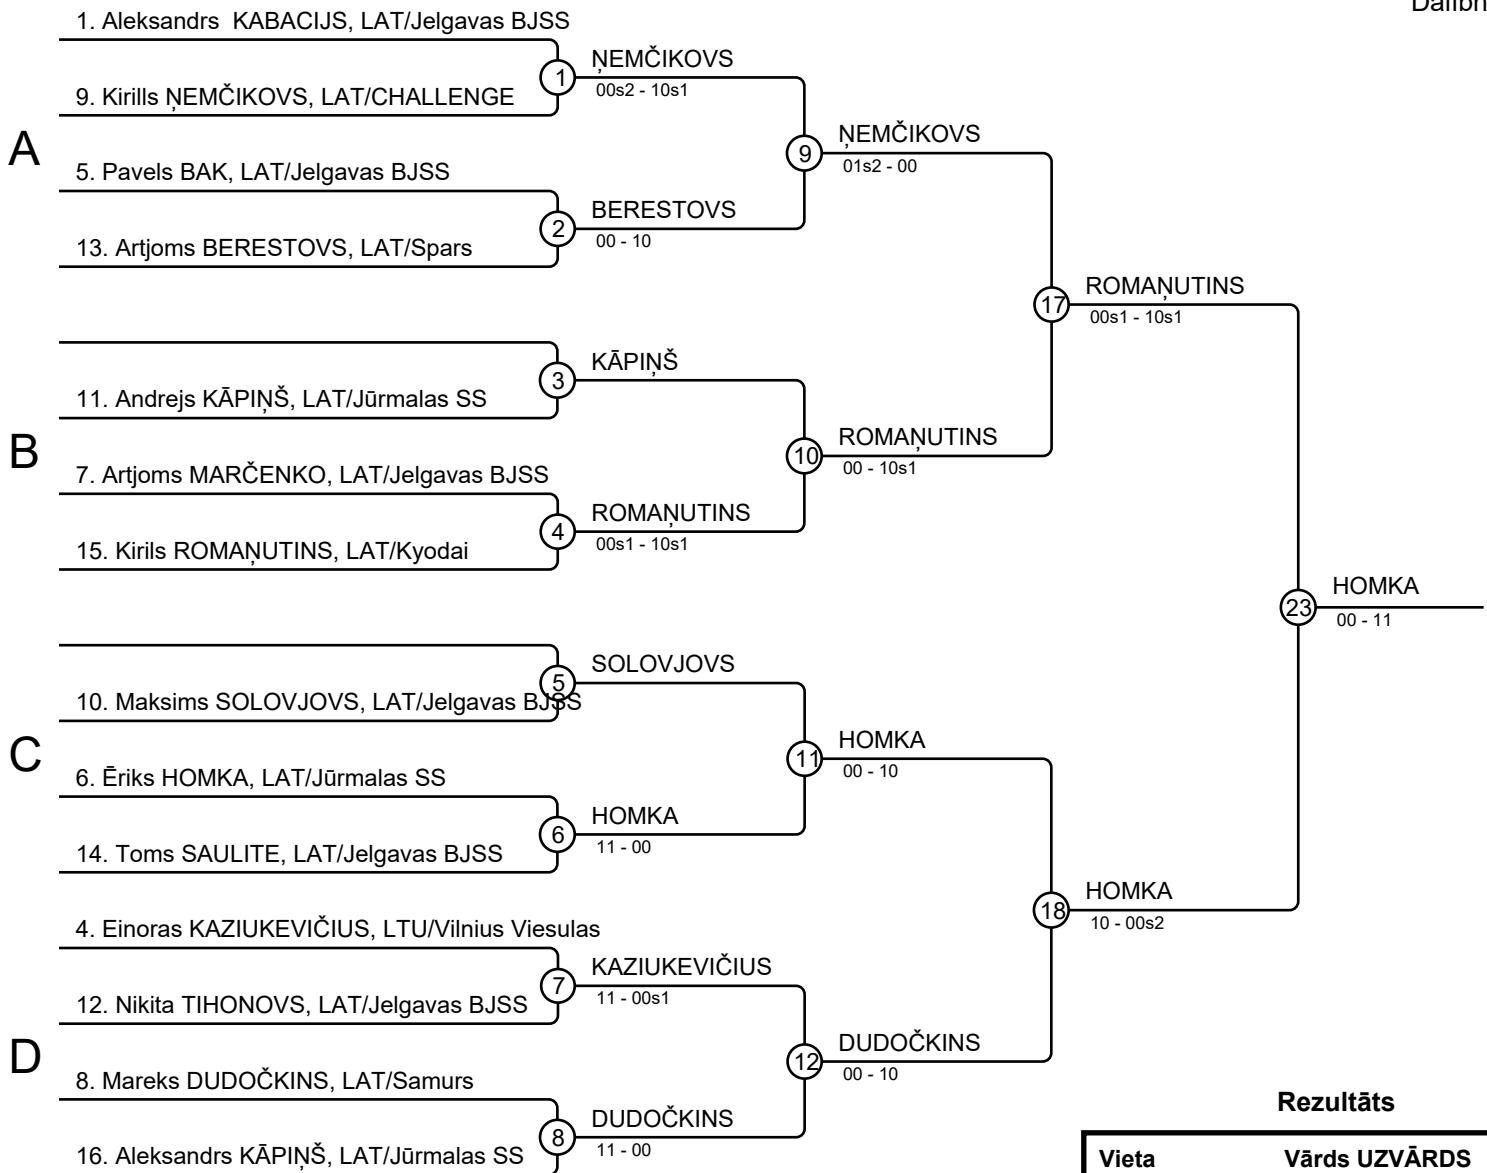 Dalībn
1. Aleksandrs KABACIJS, LAT/Jelgavas BJSS
1
ŅEMČIKOVS
00s2 - 10s1
9. Kirills ŅEMČIKOVS, LAT/CHALLENGE
A
9
ŅEMČIKOVS
01s2 - 00
5. Pavels BAK, LAT/Jelgavas BJSS
2
BERESTOVS
00 - 10
13. Artjoms BERESTOVS, LAT/Spars
17
ROMAŅUTINS
00s1 - 10s1
3
KĀPIŅŠ
11. Andrejs KĀPIŅŠ, LAT/Jūrmalas SS
B
10
ROMAŅUTINS
00 - 10s1
7. Artjoms MARČENKO, LAT/Jelgavas BJSS
4
ROMAŅUTINS
00s1 - 10s1
15. Kirils ROMAŅUTINS, LAT/Kyodai
23
HOMKA
00 - 11
5
SOLOVJOVS
10. Maksims SOLOVJOVS, LAT/Jelgavas BJSS
C
11
HOMKA
00 - 10
6. Ēriks HOMKA, LAT/Jūrmalas SS
6
HOMKA
11 - 00
14. Toms SAULITE, LAT/Jelgavas BJSS
18
HOMKA
10 - 00s2
4. Einoras KAZIUKEVIČIUS, LTU/Vilnius Viesulas
7
KAZIUKEVIČIUS
11 - 00s1
12. Nikita TIHONOVS, LAT/Jelgavas BJSS
D
12
DUDOČKINS
00 - 10
8. Mareks DUDOČKINS, LAT/Samurs
8
DUDOČKINS
11 - 00
16. Aleksandrs KĀPIŅŠ, LAT/Jūrmalas SS
Rezultāts
Vieta Vārds UZVĀRDS